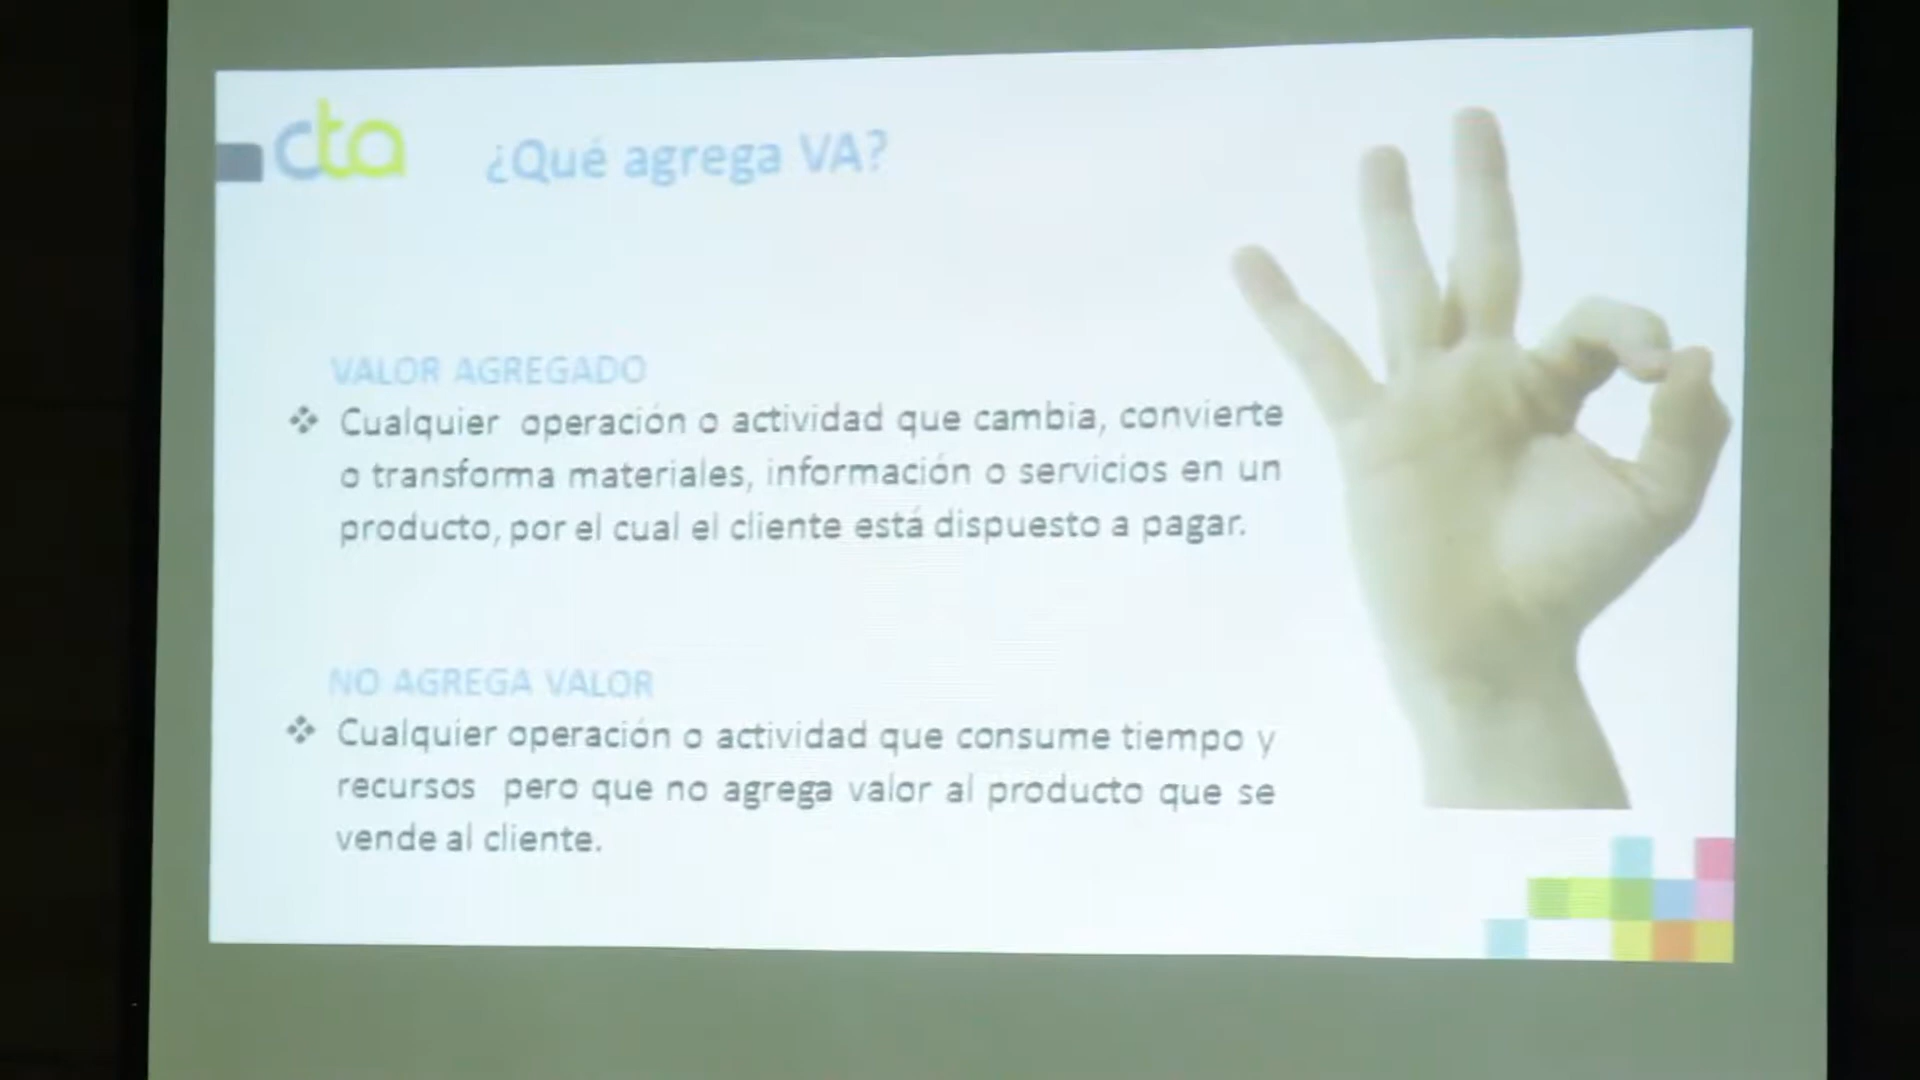 cta
¿Qué agrega VA?
VALOR AGREGADO
❖ Cualquier operación o actividad que cambia, convierte
o transforma materiales, información o servicios en un
producto, por el cual el cliente está dispuesto a pagar.
NO AGREGA VALOR
❖ Cualquier operación o actividad que consume tiempo y
recursos pero que no agrega valor al producto que se
vende al cliente.